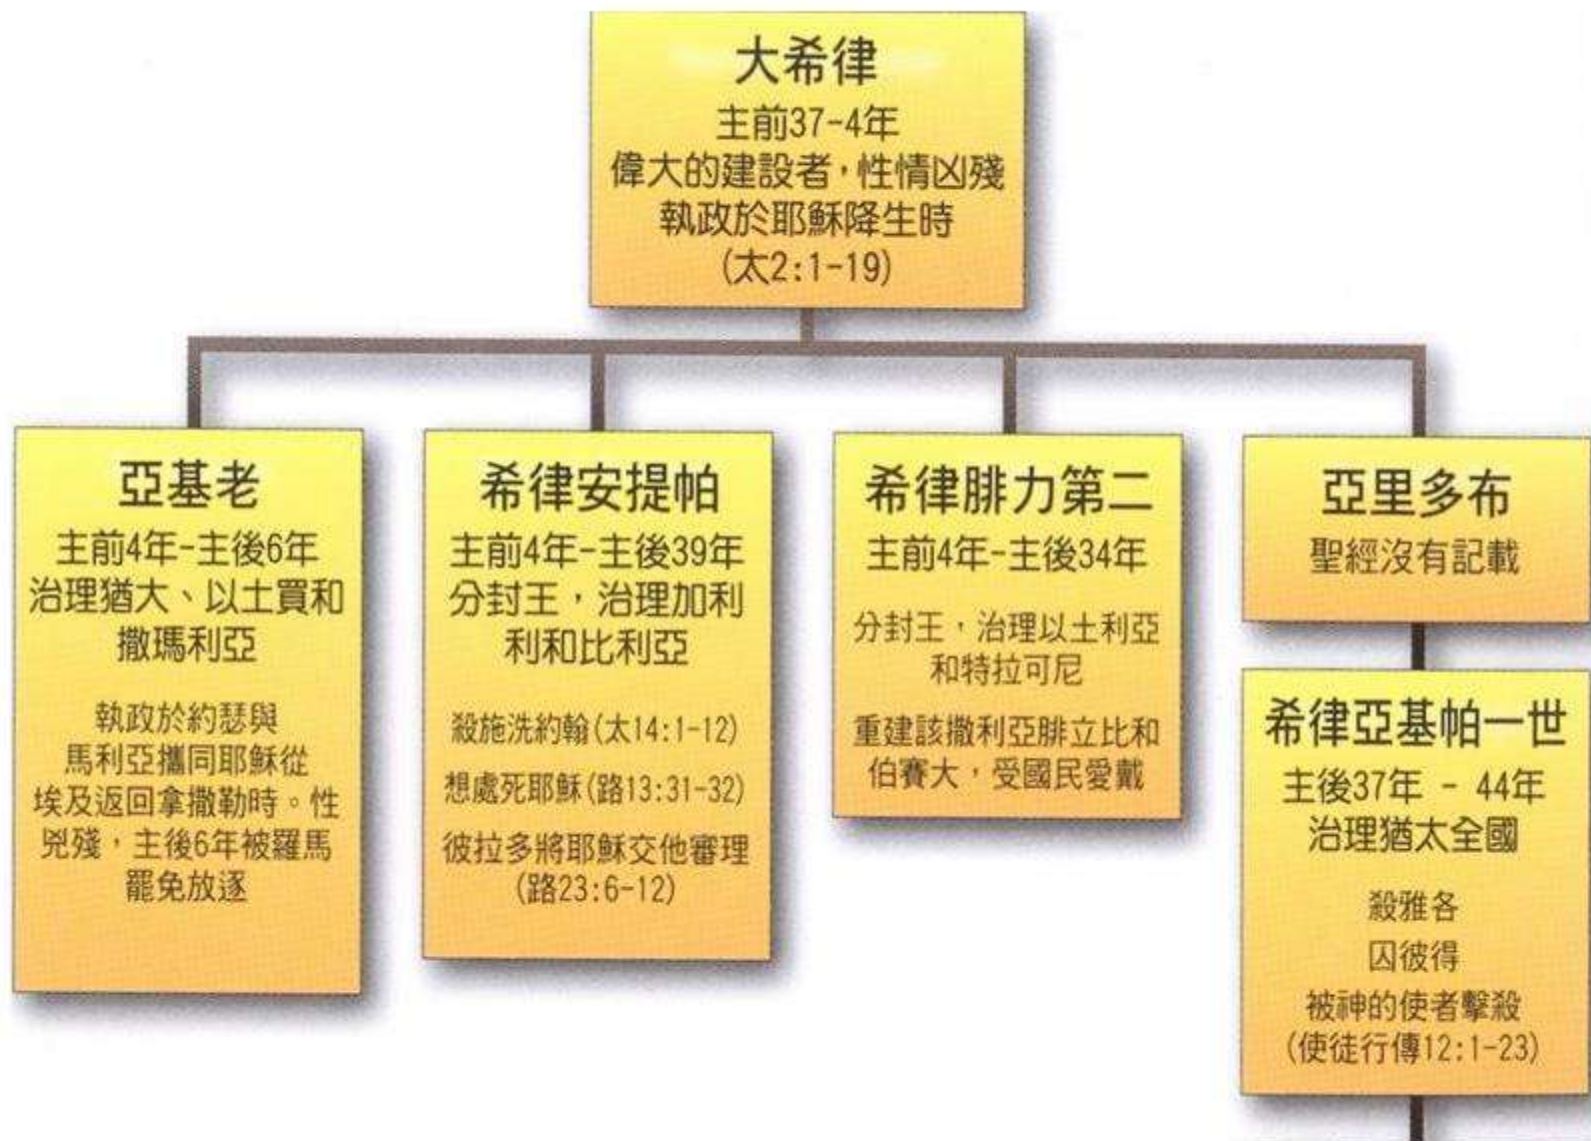 大希律
主前37-4年
偉大的建設者，性情凶殘
執政於耶穌降生時
(太2:1-19)
亞基老
主前4年-主後6年
治理猶大、以土買和
撒瑪利亞
執政於約瑟與
馬利亞攜同耶穌從
埃及返回拿撒勒時。性
兇殘，主後6年被羅馬
罷免放逐
希律安提帕
主前4年-主後39年
分封王，治理加利
利和比利亞
殺施洗約翰(太14:1-12)
想處死耶穌(路13:31-32)
彼拉多將耶穌交他審理
(路23:6-12)
希律腓力第二
主前4年-主後34年
分封王，治理以土利亞
和特拉可尼
重建該撒利亞腓立比和
伯賽大，受國民愛戴
亞里多布
聖經沒有記載
希律亞基帕一世
主後37年 - 44年
治理猶太全國
殺雅各
囚彼得
被神的使者擊殺
(使徒行傳12:1-23)